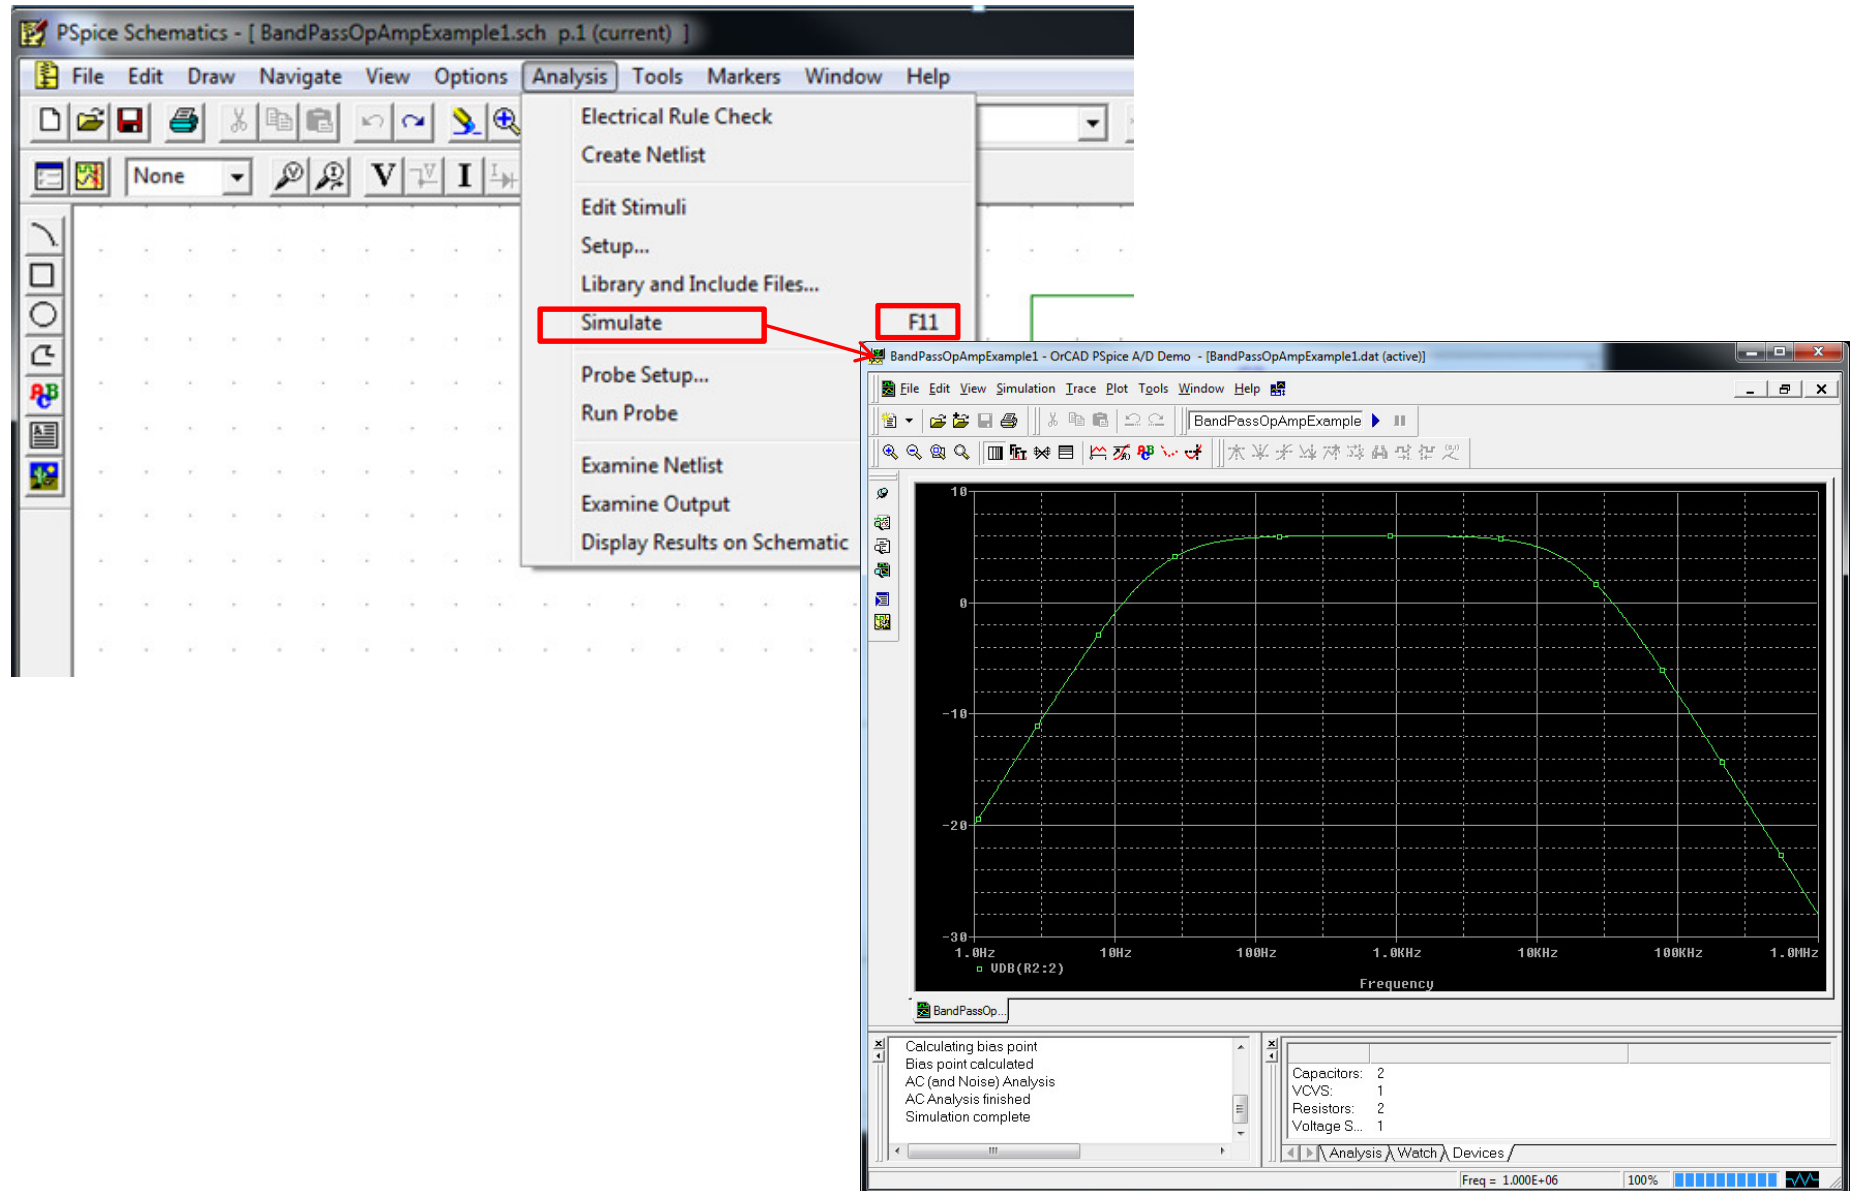 PSpice Schematics - [ BandPassOpAmpExample1.sch p.1 (current) ]
File Edit Draw Navigate View Options Analysis Tools Markers Window Help
None V I
Electrical Rule Check
Create Netlist
Edit Stimuli
Setup...
Library and Include Files...
Simulate F11
Probe Setup...
Run Probe
Examine Netlist
Examine Output
Display Results on Schematic
BandPassOpAmpExample1 - OrCAD PSpice A/D Demo - [BandPassOpAmpExample1.dat (active)]
File Edit View Simulation Trace Plot Tools Window Help
BandPassOpAmpExample
10
0
-10
-20
-30
1.0Hz 10Hz 100Hz 1.0KHz 10KHz 100KHz 1.0MHz
VDB(R2:2)
Frequency
BandPassOp...
Calculating bias point
Bias point calculated
AC (and Noise) Analysis
AC Analysis finished
Simulation complete
Capacitors: 2
VCVS: 1
Resistors: 2
Voltage S... 1
Analysis Watch Devices
Freq = 1.000E+06 100%